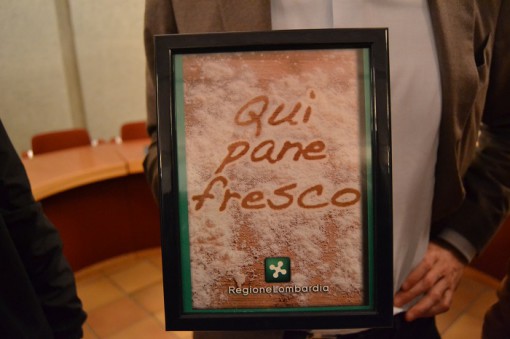 Qui
pane
fresco
RegioneLombardia